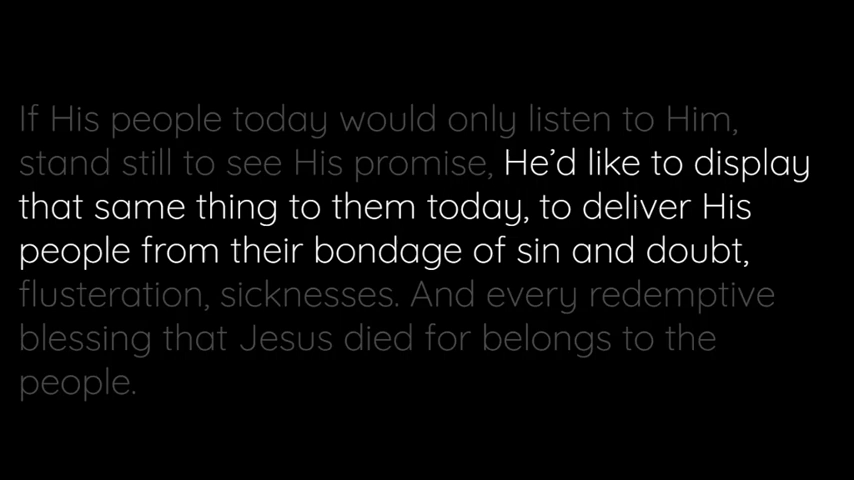 If His people today would only listen to Him,
stand still to see His promise, He’d like to display
that same thing to them today, to deliver His
people from their bondage of sin and doubt,
flusteration, sicknesses. And every redemptive
blessing that Jesus died for belongs to the
people.